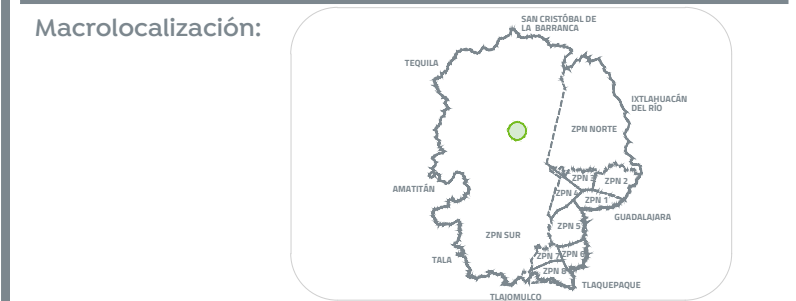 Macrolocalización:
SAN CRISTÓBAL DE
LA BARRANCA
TEQUILA
IXTLAHUACÁN
DEL RÍO
ZPN NORTE
ZPN 3
ZPN 2
AMATITÁN
ZPN 4
ZPN 1
GUADALAJARA
ZPN 5
ZPN SUR
ZPN 7
ZPN 6
TALA
ZPN 8
TLAQUEPAQUE
TLAJOMULCO